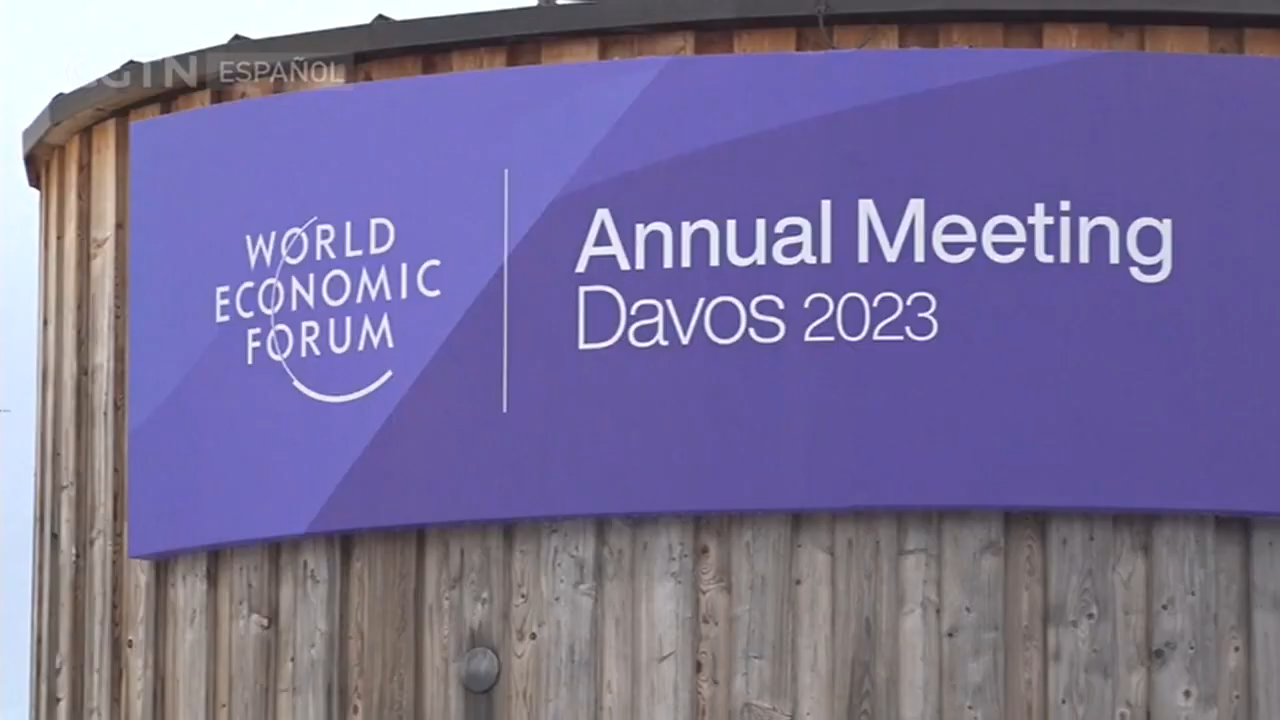 CGTN ESPAÑOL
WORLD
ECONOMIC
FORUM
Annual Meeting
Davos 2023